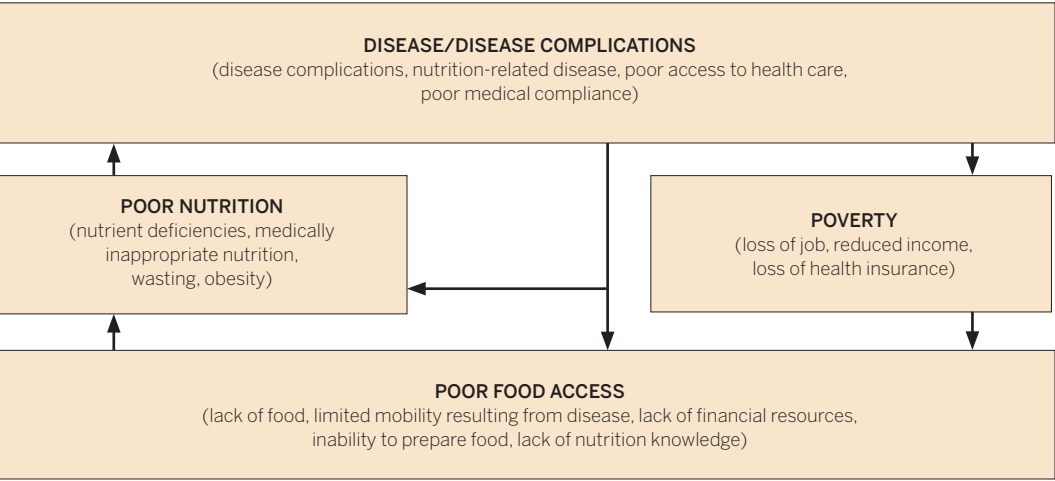 DISEASE/DISEASE COMPLICATIONS
(disease complications, nutrition-related disease, poor access to health care,
poor medical compliance)
POOR NUTRITION
(nutrient deficiencies, medically
inappropriate nutrition,
wasting, obesity)
POVERTY
(loss of job, reduced income,
loss of health insurance)
POOR FOOD ACCESS
(lack of food, limited mobility resulting from disease, lack of financial resources,
inability to prepare food, lack of nutrition knowledge)